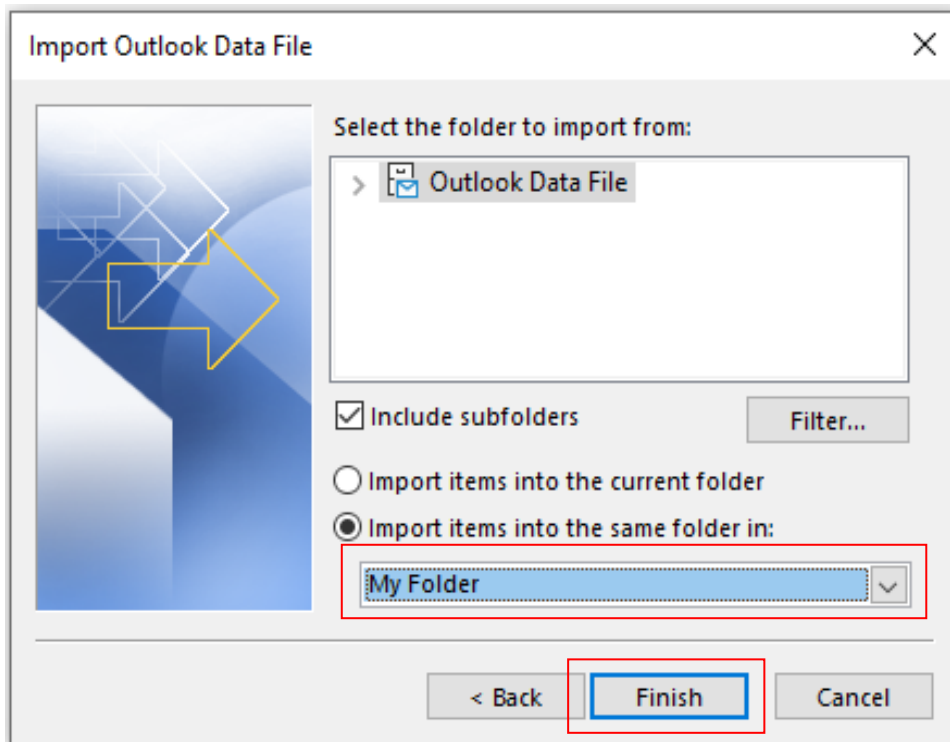 Import Outlook Data File
Select the folder to import from:
Outlook Data File
Include subfolders
Filter...
Import items into the current folder
Import items into the same folder in:
My Folder
< Back
Finish
Cancel